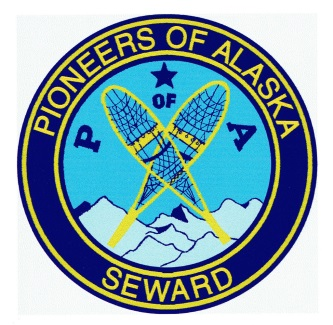 PIONEERS OF ALASKA
P OF A
SEWARD